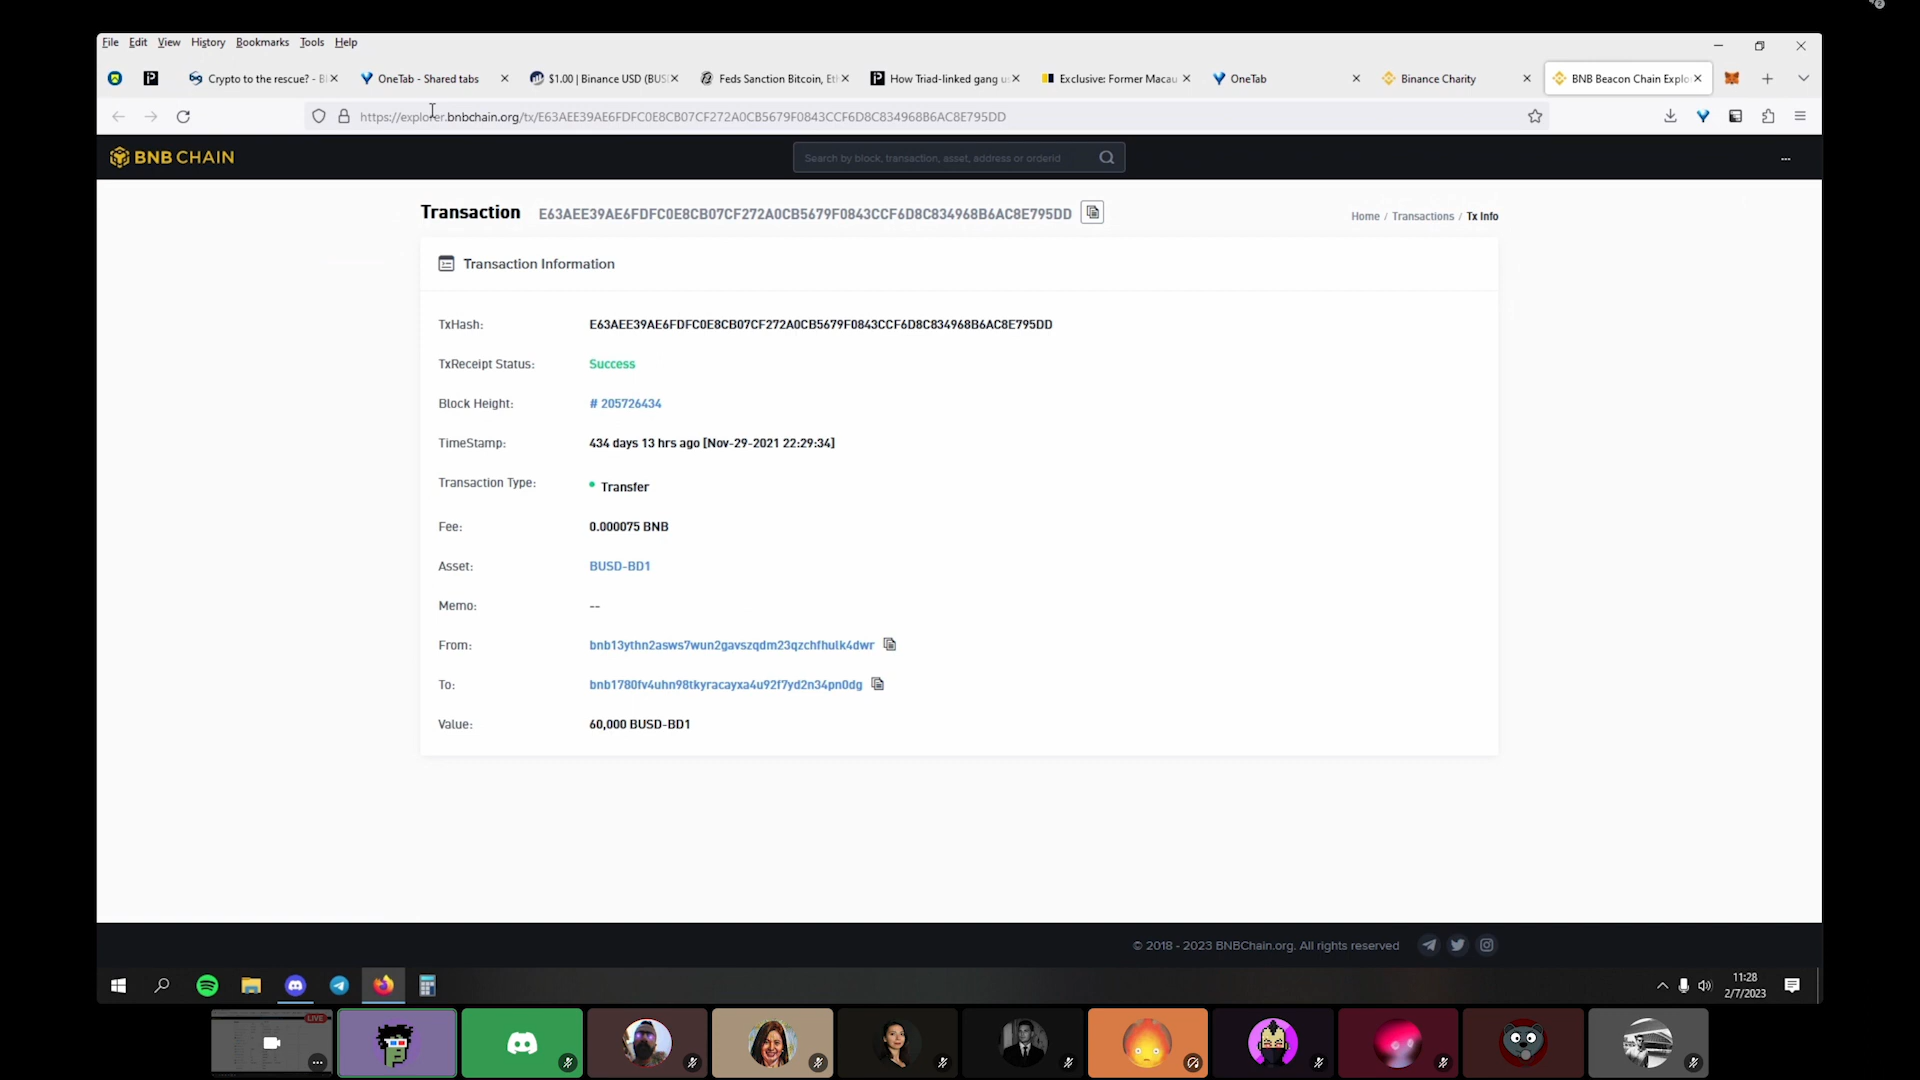 File Edit View History Bookmarks Tools Help
Crypto to the rescue? - Bl
OneTab - Shared tabs
$1.00 | Binance USD (BUS
Feds Sanction Bitcoin, Et
How Triad-linked gang u
Exclusive: Former Macau
OneTab
Binance Charity
BNB Beacon Chain Explo
https://explorer.bnbchain.org/tx/E63AEE39AE6FDFC0E8CB07CF272A0CB5679F0843CCF6D8C834968B6AC8E795DD
BNB CHAIN
Search by block, transaction, asset, address or orderid
...
Transaction E63AEE39AE6FDFC0E8CB07CF272A0CB5679F0843CCF6D8C834968B6AC8E795DD
Home / Transactions / Tx Info
Transaction Information
TxHash: E63AEE39AE6FDFC0E8CB07CF272A0CB5679F0843CCF6D8C834968B6AC8E795DD
TxReceipt Status: Success
Block Height: # 205726434
TimeStamp: 434 days 13 hrs ago [Nov-29-2021 22:29:34]
Transaction Type: Transfer
Fee: 0.000075 BNB
Asset: BUSD-BD1
Memo: --
From: bnb13ythn2asws7wun2gavszqdm23qzchfhulk4dwr
To: bnb1780fv4uhn98tkyracayxa4u92f7yd2n34pn0dg
Value: 60,000 BUSD-BD1
© 2018 - 2023 BNBChain.org. All rights reserved
11:28
2/7/2023
LIVE